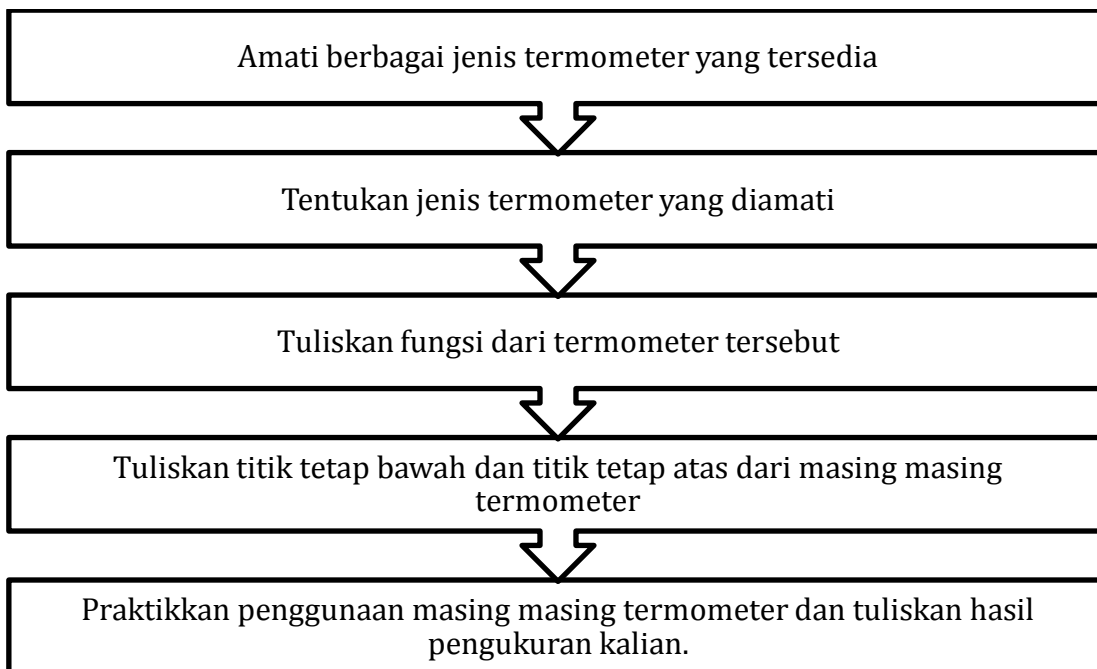 Amati berbagai jenis termometer yang tersedia
Tentukan jenis termometer yang diamati
Tuliskan fungsi dari termometer tersebut
Tuliskan titik tetap bawah dan titik tetap atas dari masing masing
termometer
Praktikkan penggunaan masing masing termometer dan tuliskan hasil
pengukuran kalian.